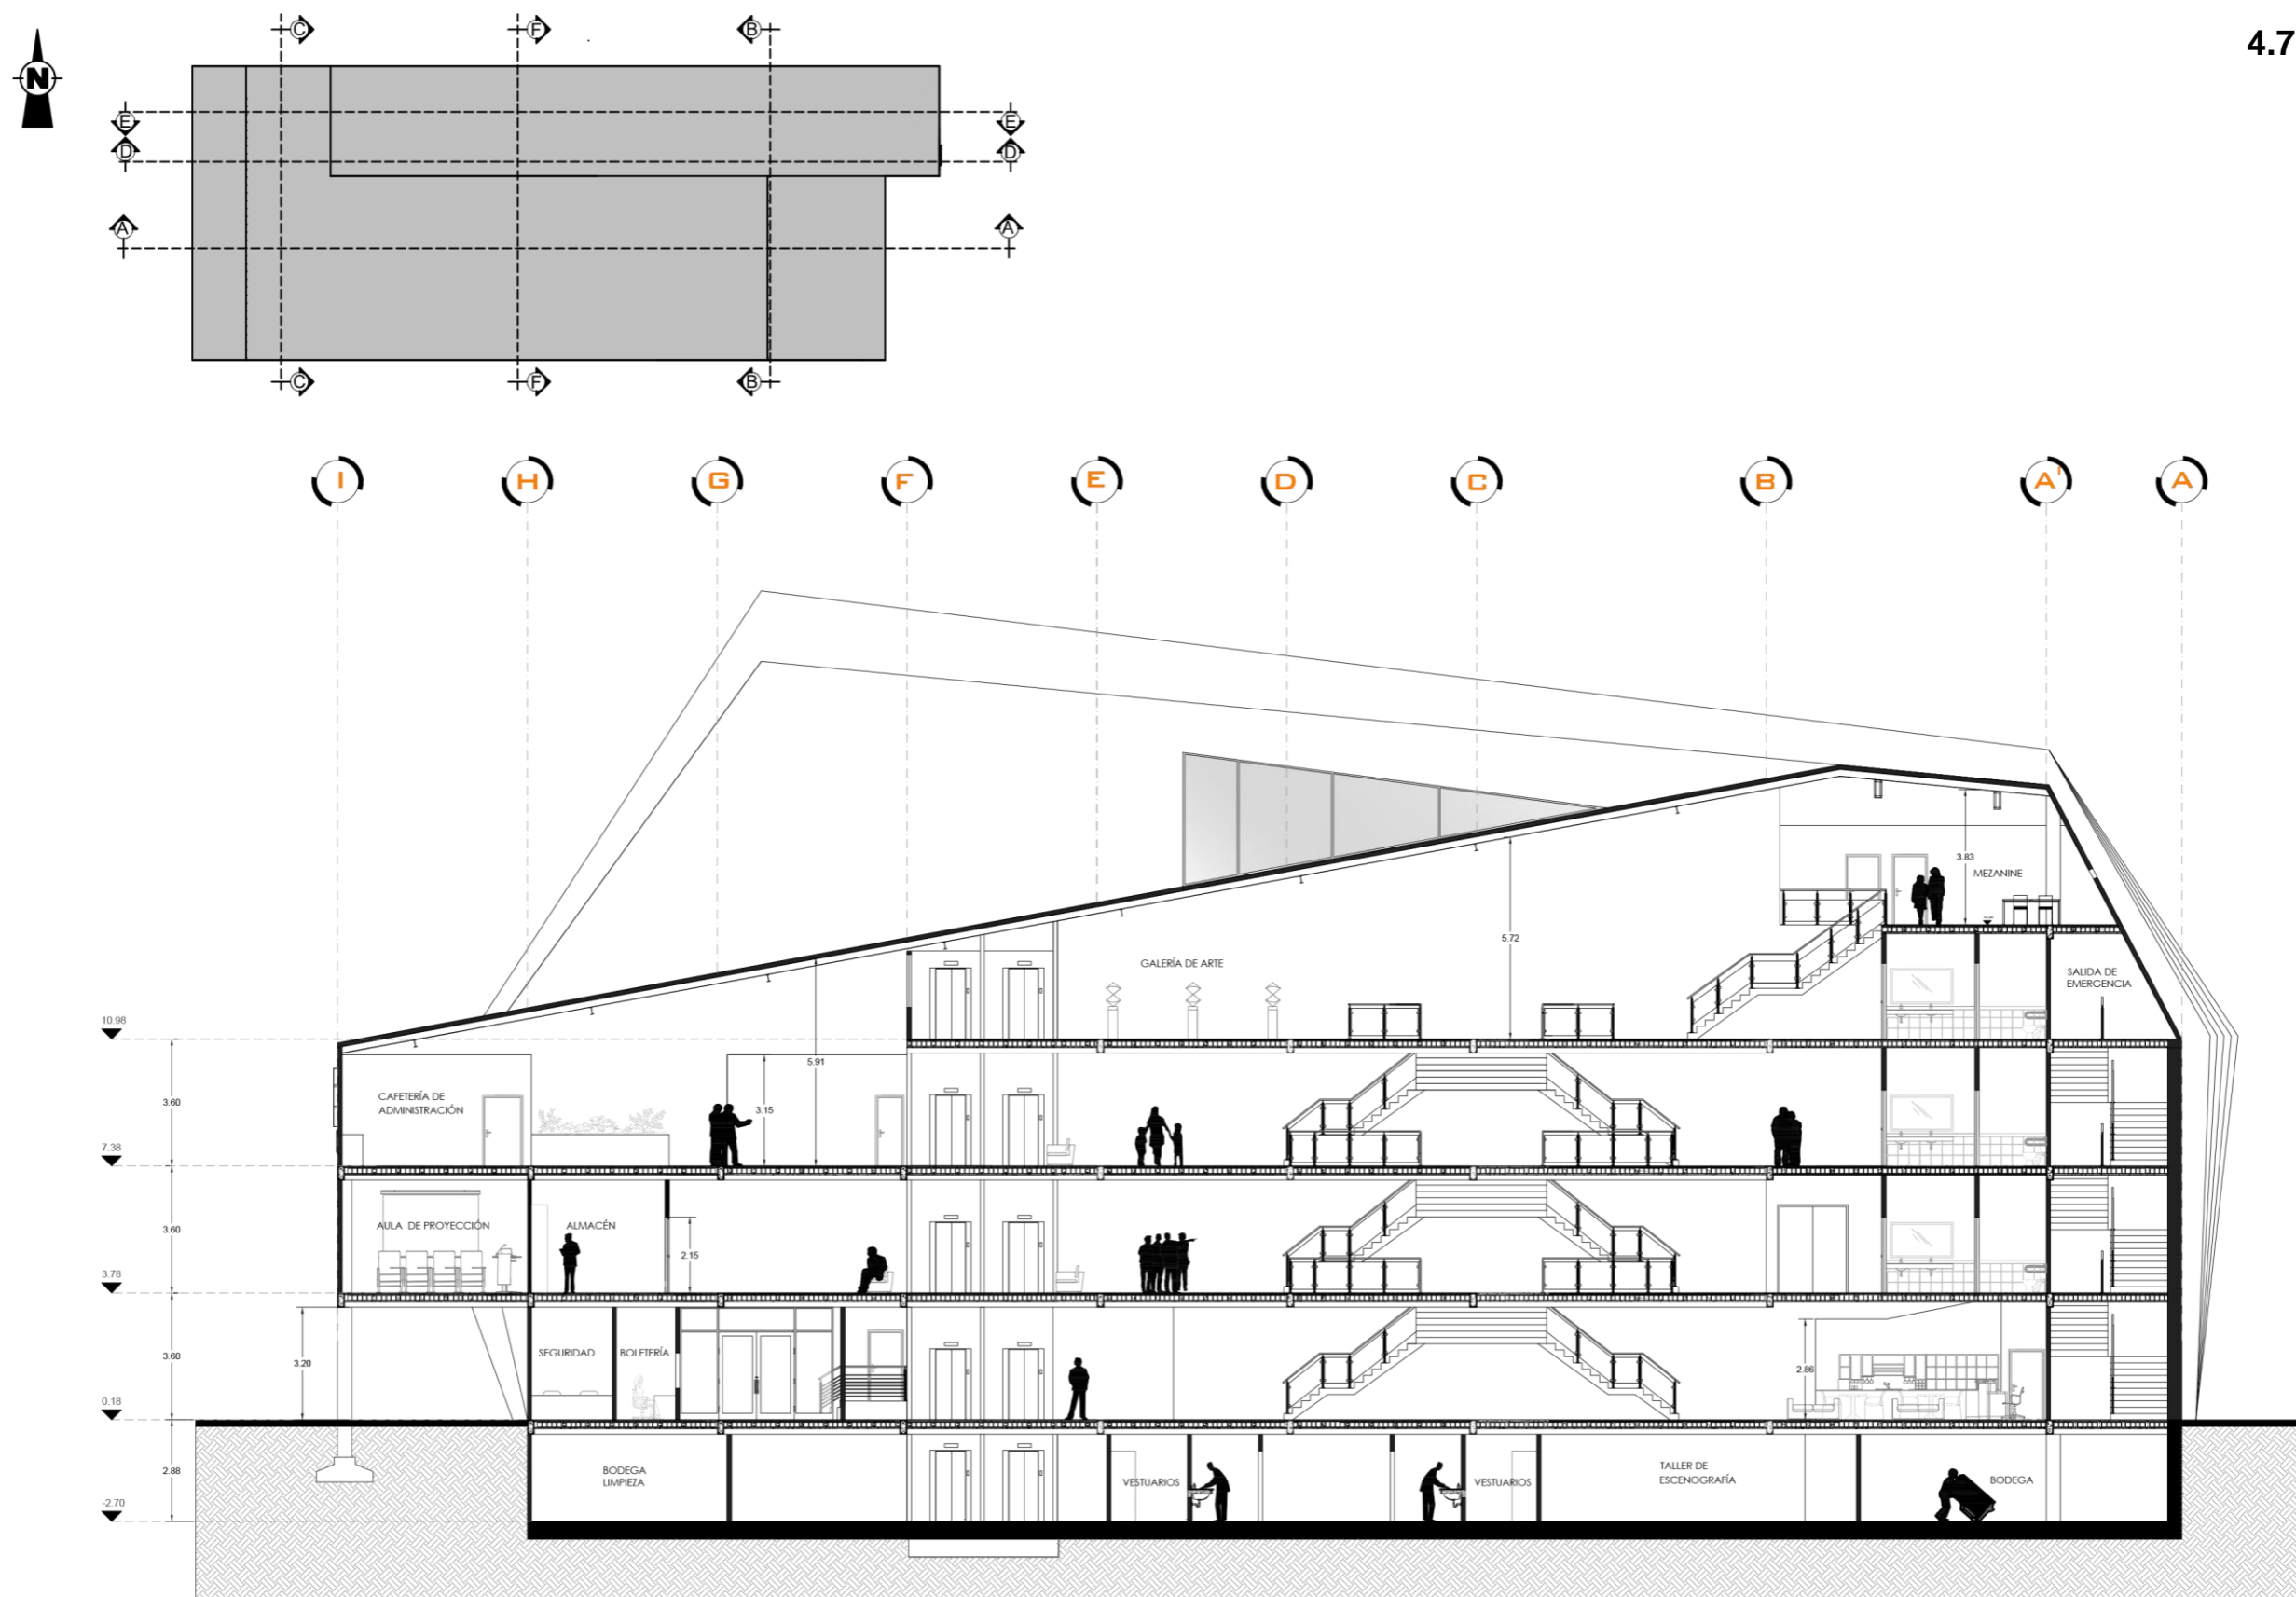 4.7
C F B
N
E E
D D
A A
C F B
I H G F E D C B A' A
3.83
MEZANINE
5.72
GALERÍA DE ARTE
SALIDA DE
EMERGENCIA
10.98
5.91
3.60
CAFETERÍA DE
ADMINISTRACIÓN
3.15
7.38
3.60
AULA DE PROYECCIÓN
ALMACÉN
2.15
3.78
3.60
3.20
SEGURIDAD
BOLETERÍA
2.86
0.18
2.88
BODEGA
LIMPIEZA
VESTUARIOS
VESTUARIOS
TALLER DE
ESCENOGRAFÍA
BODEGA
-2.70